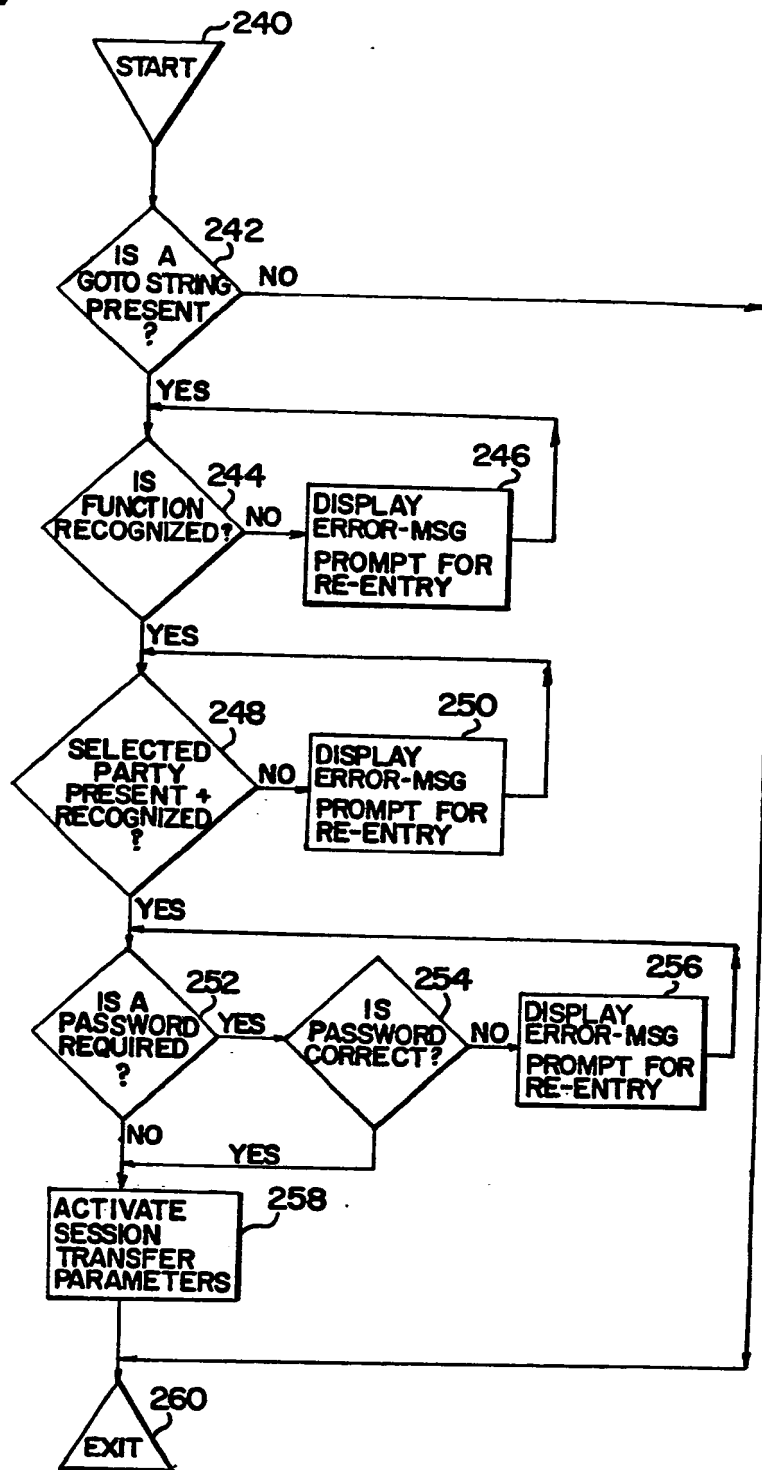 240
START
242
IS A
GOTO STRING
PRESENT
?
NO
YES
244
IS
FUNCTION
RECOGNIZED?
NO
246
DISPLAY
ERROR-MSG
PROMPT FOR
RE-ENTRY
YES
248
SELECTED
PARTY
PRESENT +
RECOGNIZED
?
NO
250
DISPLAY
ERROR-MSG
PROMPT FOR
RE-ENTRY
YES
252
IS A
PASSWORD
REQUIRED
?
YES
254
IS
PASSWORD
CORRECT?
NO
256
DISPLAY
ERROR-MSG
PROMPT FOR
RE-ENTRY
NO
YES
258
ACTIVATE
SESSION
TRANSFER
PARAMETERS
260
EXIT